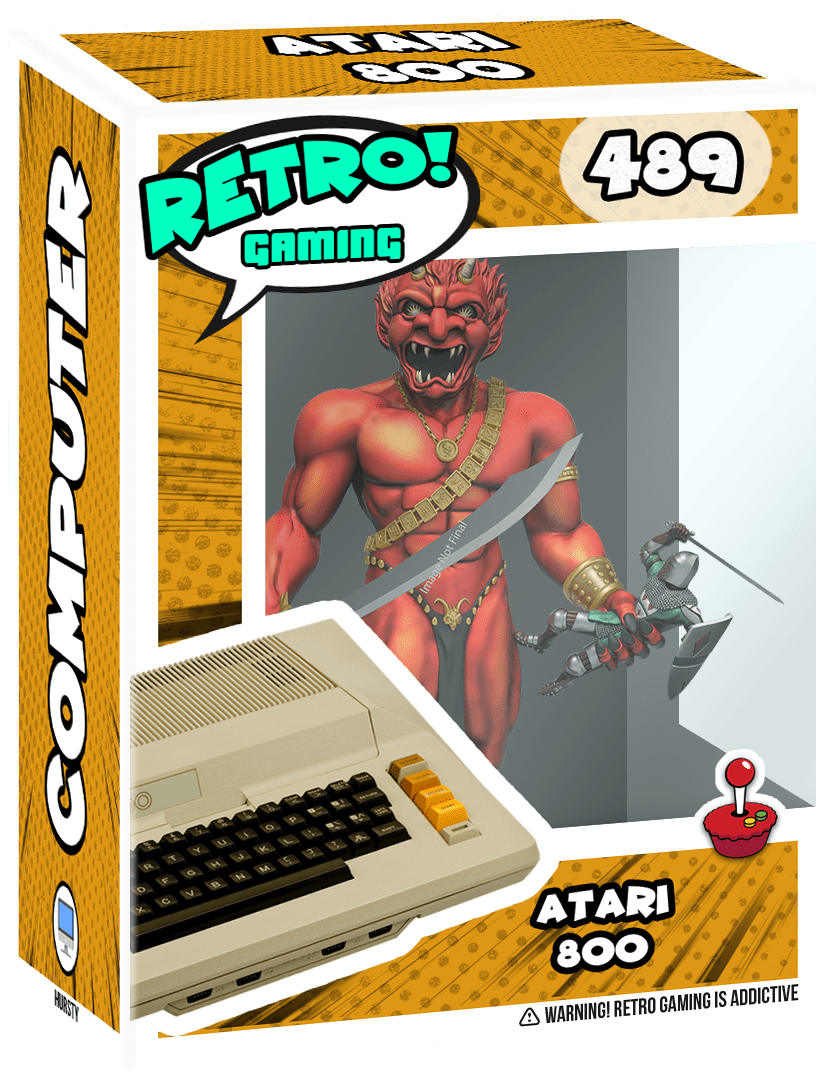 ATARI
800
RETRO!
GAMING
489
COMPUTER
Image Not Final
ATARI
800
WARNING! RETRO GAMING IS ADDICTIVE
HURSTY